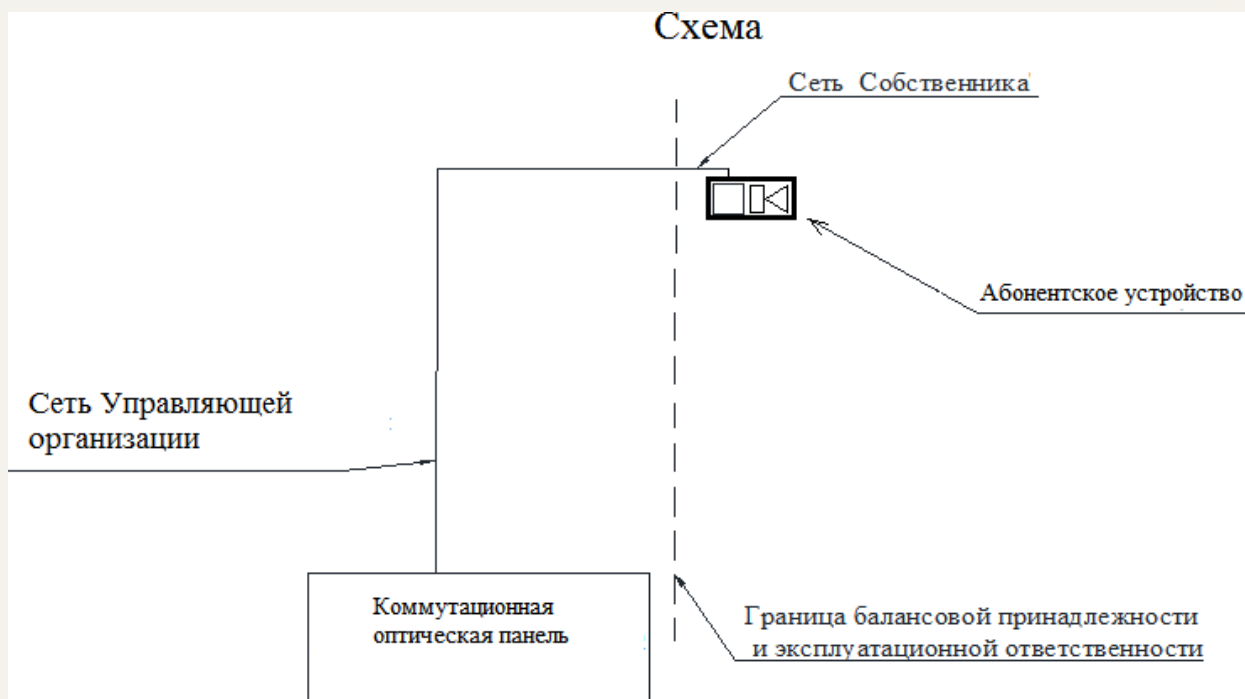 Схема
Сеть Собственника
Абонентское устройство
Сеть Управляющей
организации
Коммутационная
оптическая панель
Граница балансовой принадлежности
и эксплуатационной ответственности